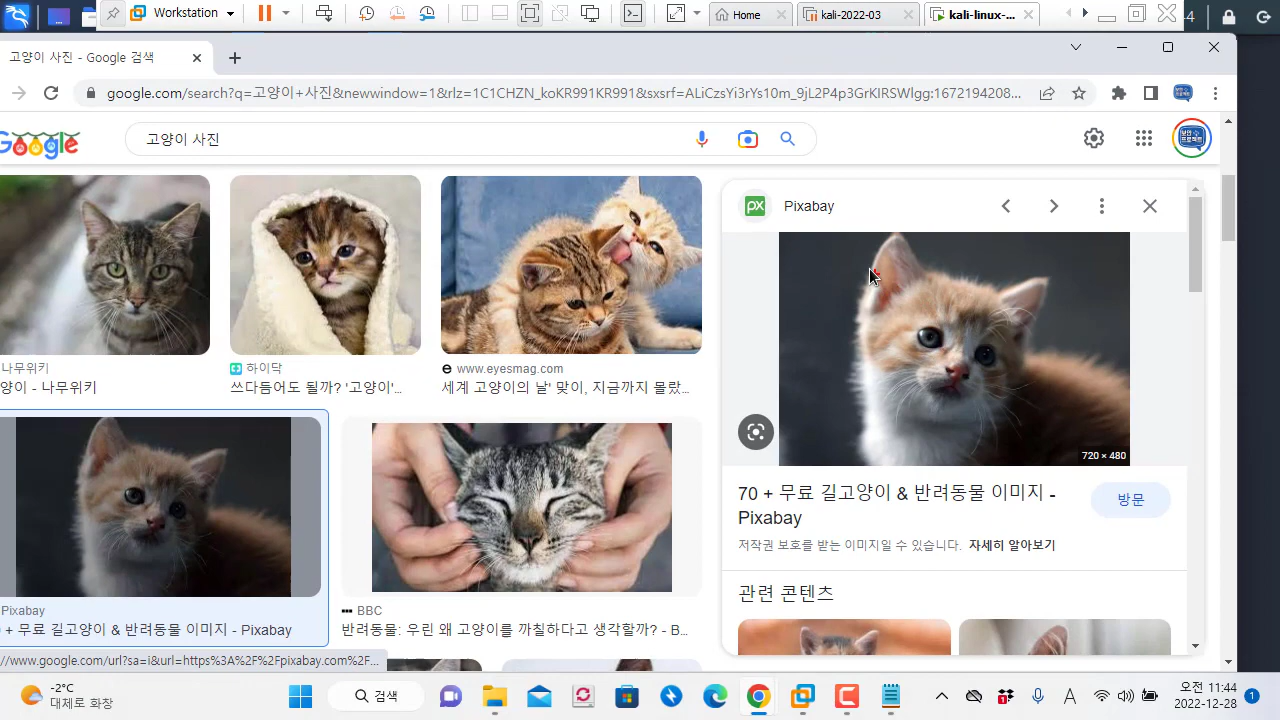 Workstation
Home
kali-2022-03
kali-linux-...
4
고양이 사진 - Google 검색
google.com/search?q=고양이+사진&newwindow=1&rlz=1C1CHZN_koKR991KR991&sxsrf=ALiCzsYi3rYs10m_9jL2P4p3GrKIRSWlgg:1672194208...
Google
고양이 사진
보안
프로젝트
px
Pixabay
720 × 480
나무위키
양이 - 나무위키
하이닥
쓰다듬어도 될까? '고양이'...
www.eyesmag.com
세계 고양이의 날' 맞이, 지금까지 몰랐...
70 + 무료 길고양이 & 반려동물 이미지 -
Pixabay
방문
저작권 보호를 받는 이미지일 수 있습니다. 자세히 알아보기
관련 콘텐츠
Pixabay
+ 무료 길고양이 & 반려동물 이미지 - Pixabay
BBC
반려동물: 우린 왜 고양이를 까칠하다고 생각할까? - B...
//www.google.com/url?sa=i&url=https%3A%2F%2Fpixabay.com%2F...
-2°C
대체로 화창
검색
A
오전 11:44
2022-12-28
1